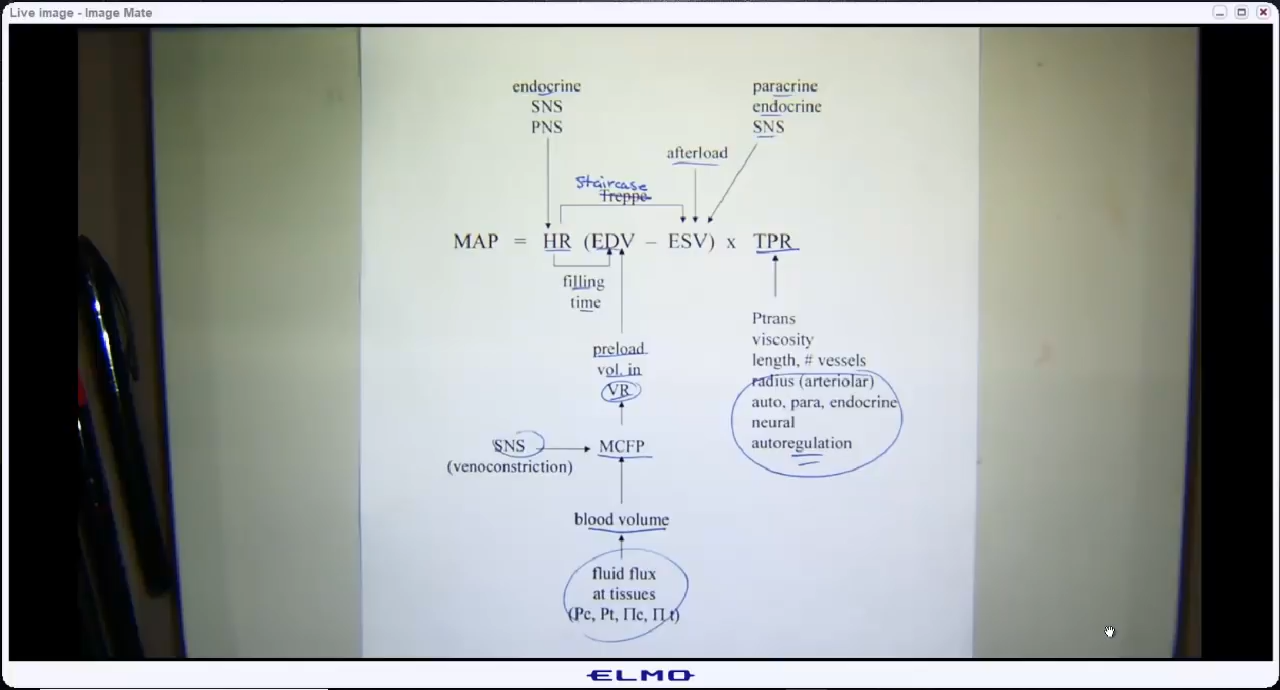 Live image - Image Mate
endocrine
SNS
PNS
paracrine
endocrine
SNS
afterload
staircase
Treppe
MAP = HR (EDV – ESV) x TPR
filling
time
preload
vol. in
VR
Ptrans
viscosity
length, # vessels
radius (arteriolar)
auto, para, endocrine
neural
autoregulation
SNS
(venoconstriction)
MCFP
blood volume
fluid flux
at tissues
(Pc, Pt, Πc, Π t)
ELMO